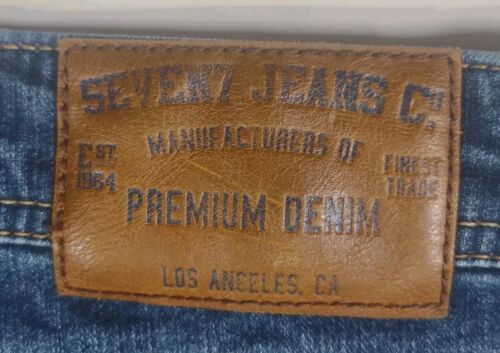 SEVEN7 JEANS Co.
MANUFACTURERS OF
EST. 1964
FINEST TRADE
PREMIUM DENIM
LOS ANGELES, CA